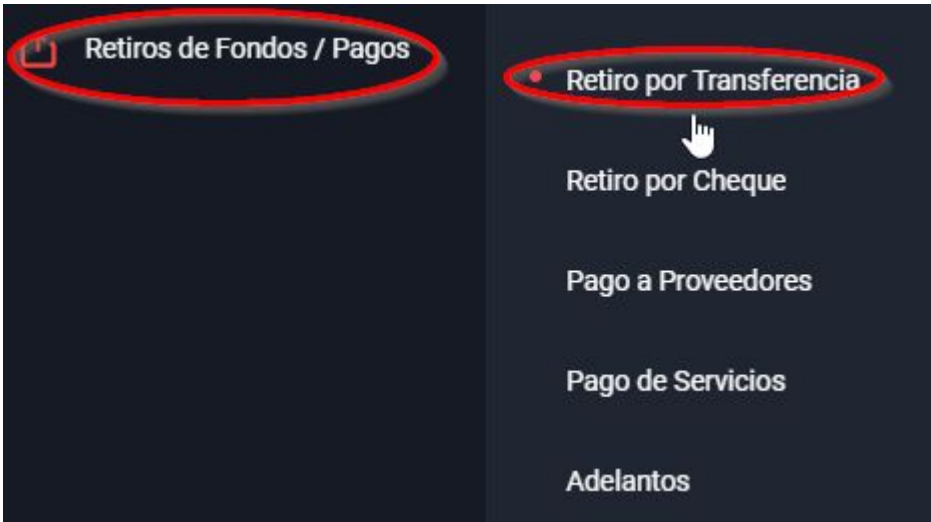 Retiros de Fondos / Pagos
Retiro por Transferencia
Retiro por Cheque
Pago a Proveedores
Pago de Servicios
Adelantos